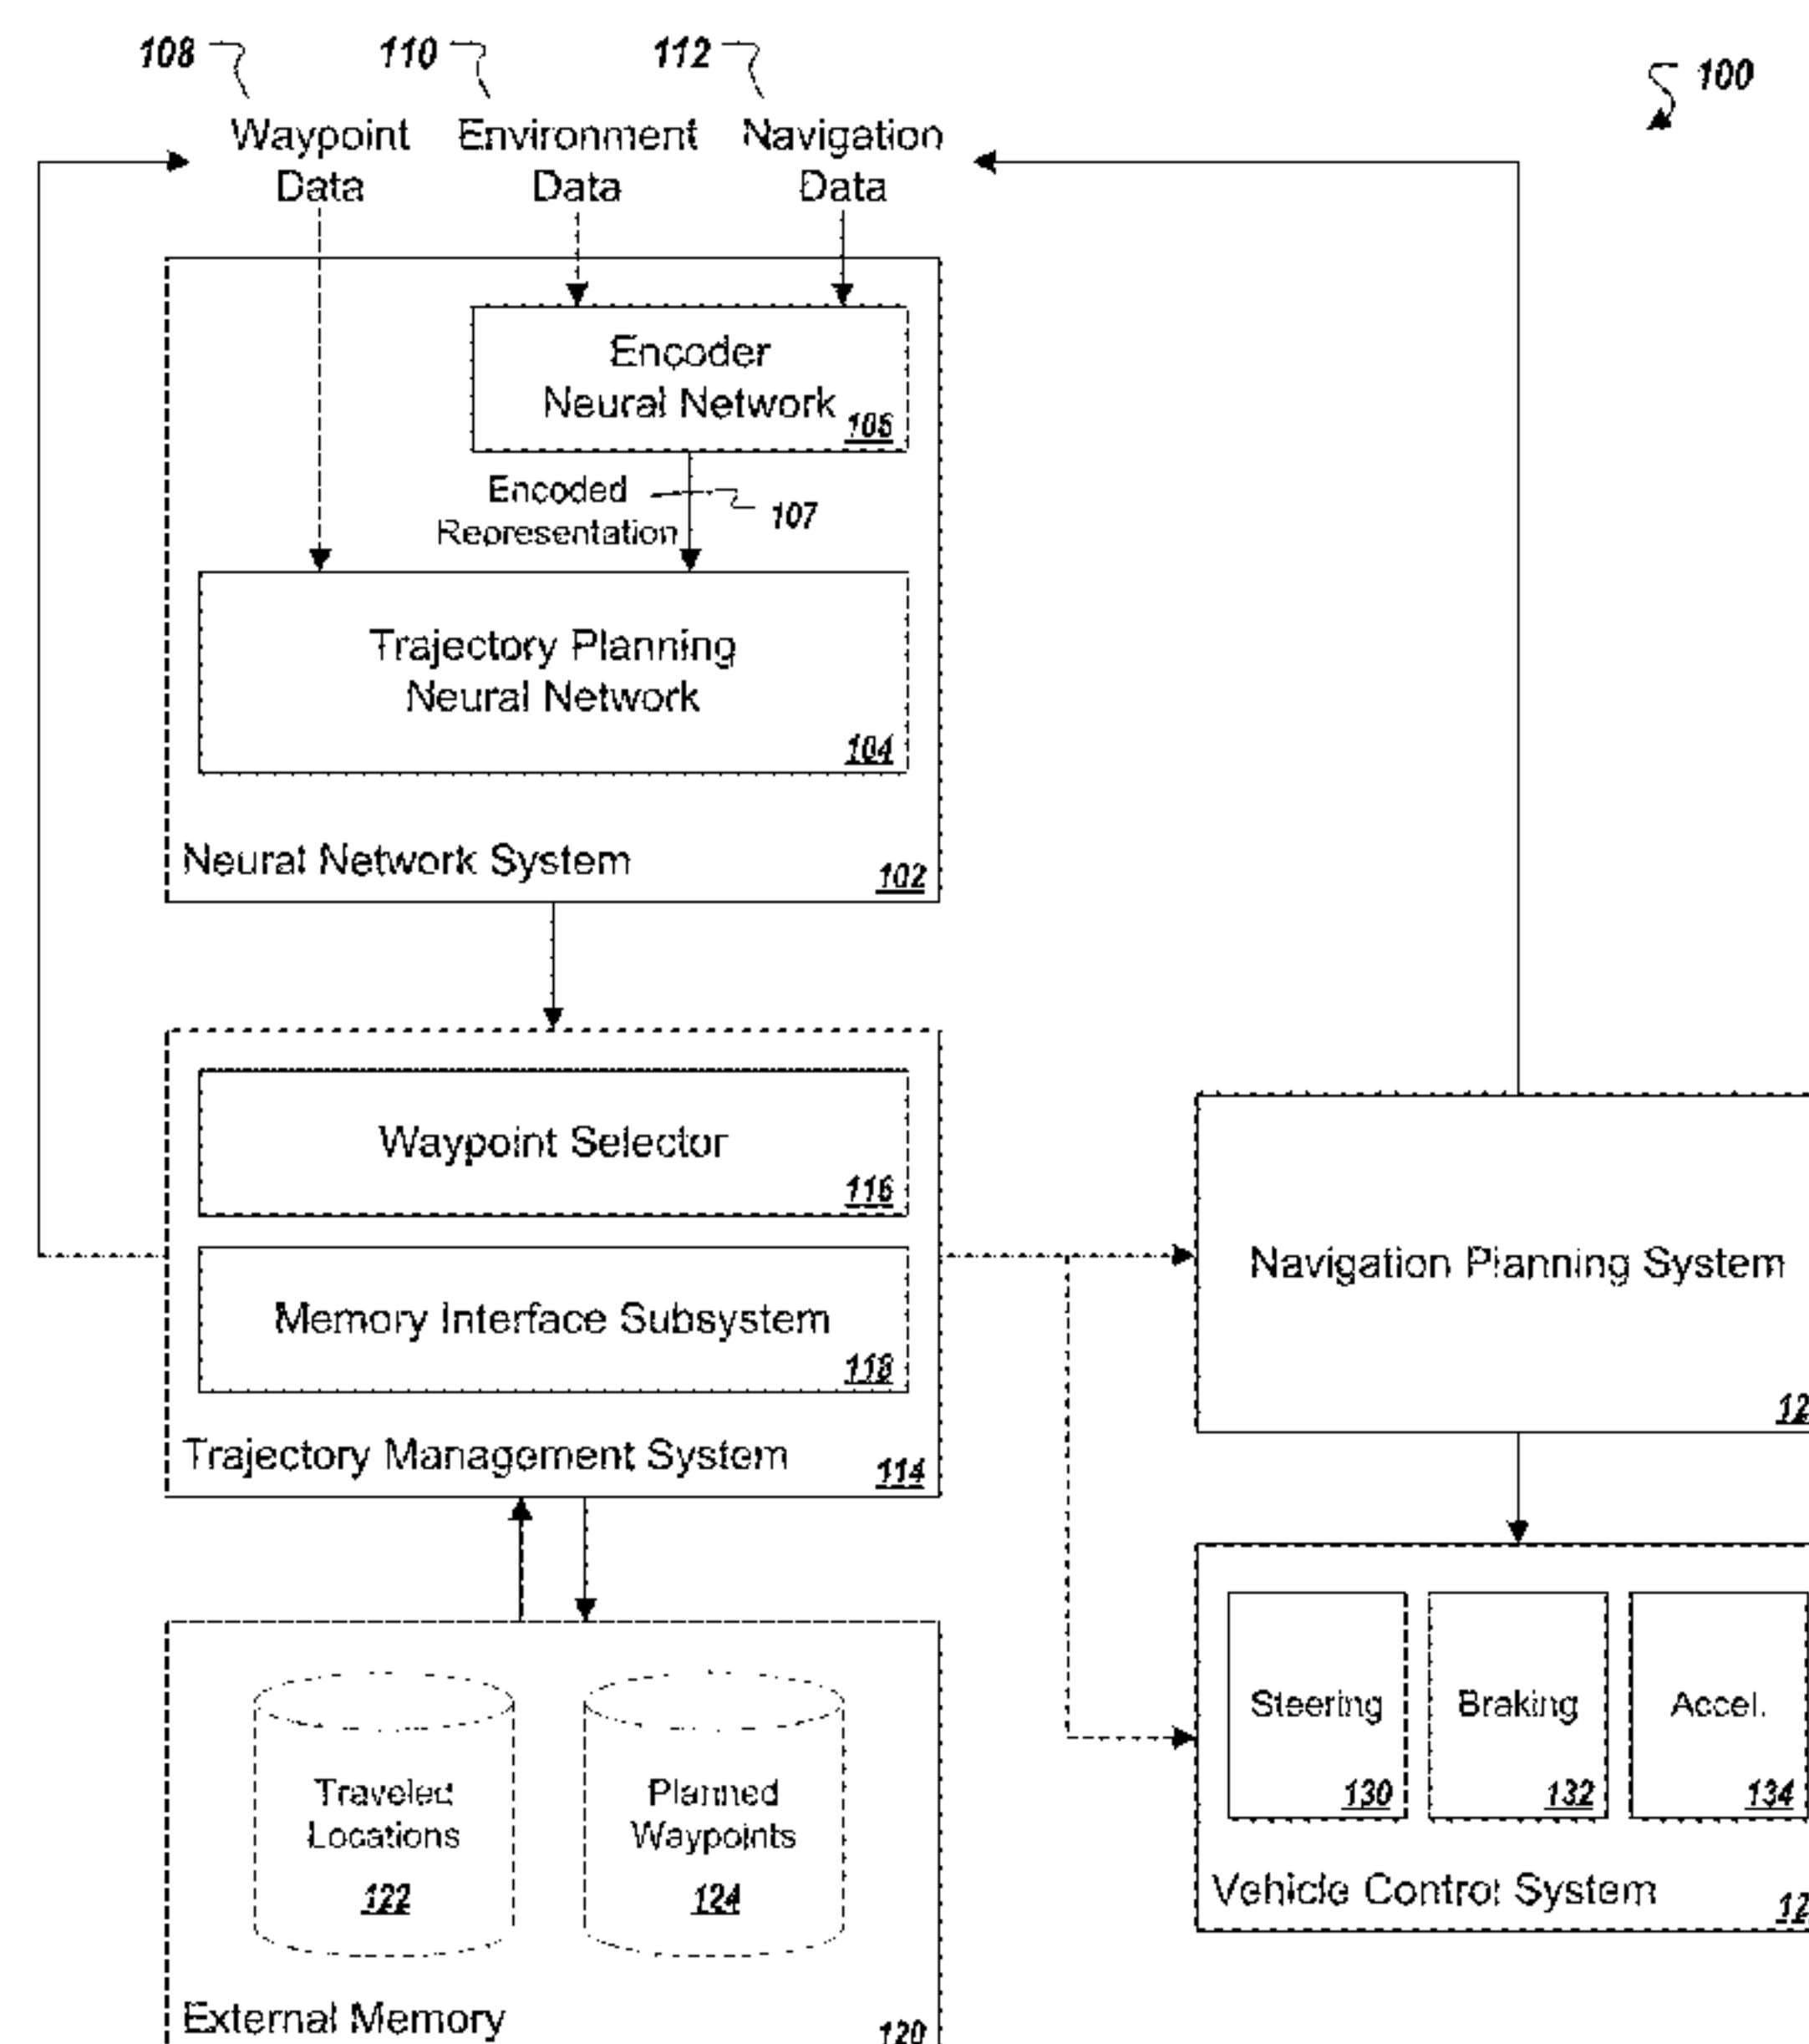 108
110
112
100
Waypoint
Data
Environment
Data
Navigation
Data
Encoder
Neural Network
106
Encoded
Representation
107
Trajectory Planning
Neural Network
104
Neural Network System
102
Waypoint Selector
116
Memory Interface Subsystem
118
Trajectory Management System
114
Navigation Planning System
12
Traveled
Locations
122
Planned
Waypoints
124
External Memory
120
Steering
130
Braking
132
Accel.
134
Vehicle Control System
12